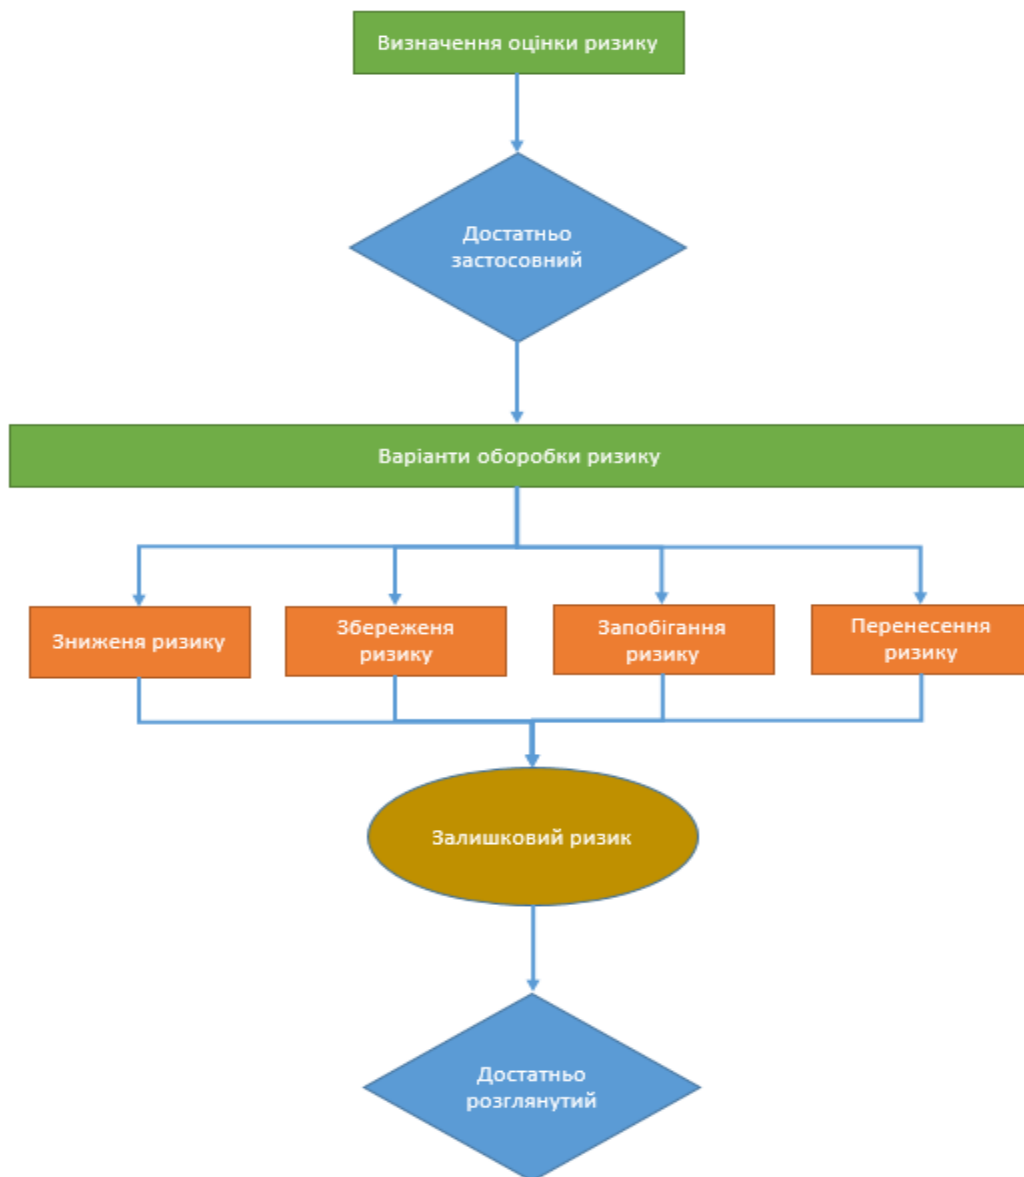 Визначення оцінки ризику
Достатньо
застосовний
Варіанти оборобки ризику
Зниженя ризику
Збереженя
ризику
Запобігання
ризику
Перенесення
ризику
Залишковий ризик
Достатньо
розглянутий